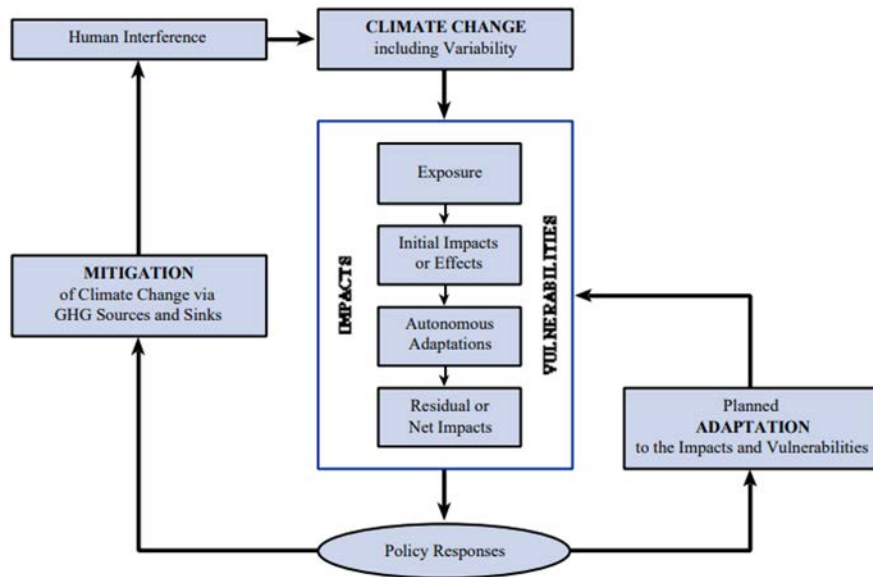 Human Interference
CLIMATE CHANGE
including Variability
Exposure
Initial Impacts
or Effects
Autonomous
Adaptations
Residual or
Net Impacts
IMPACTS
VULNERABILITIES
MITIGATION
of Climate Change via
GHG Sources and Sinks
Planned
ADAPTATION
to the Impacts and Vulnerabilities
Policy Responses